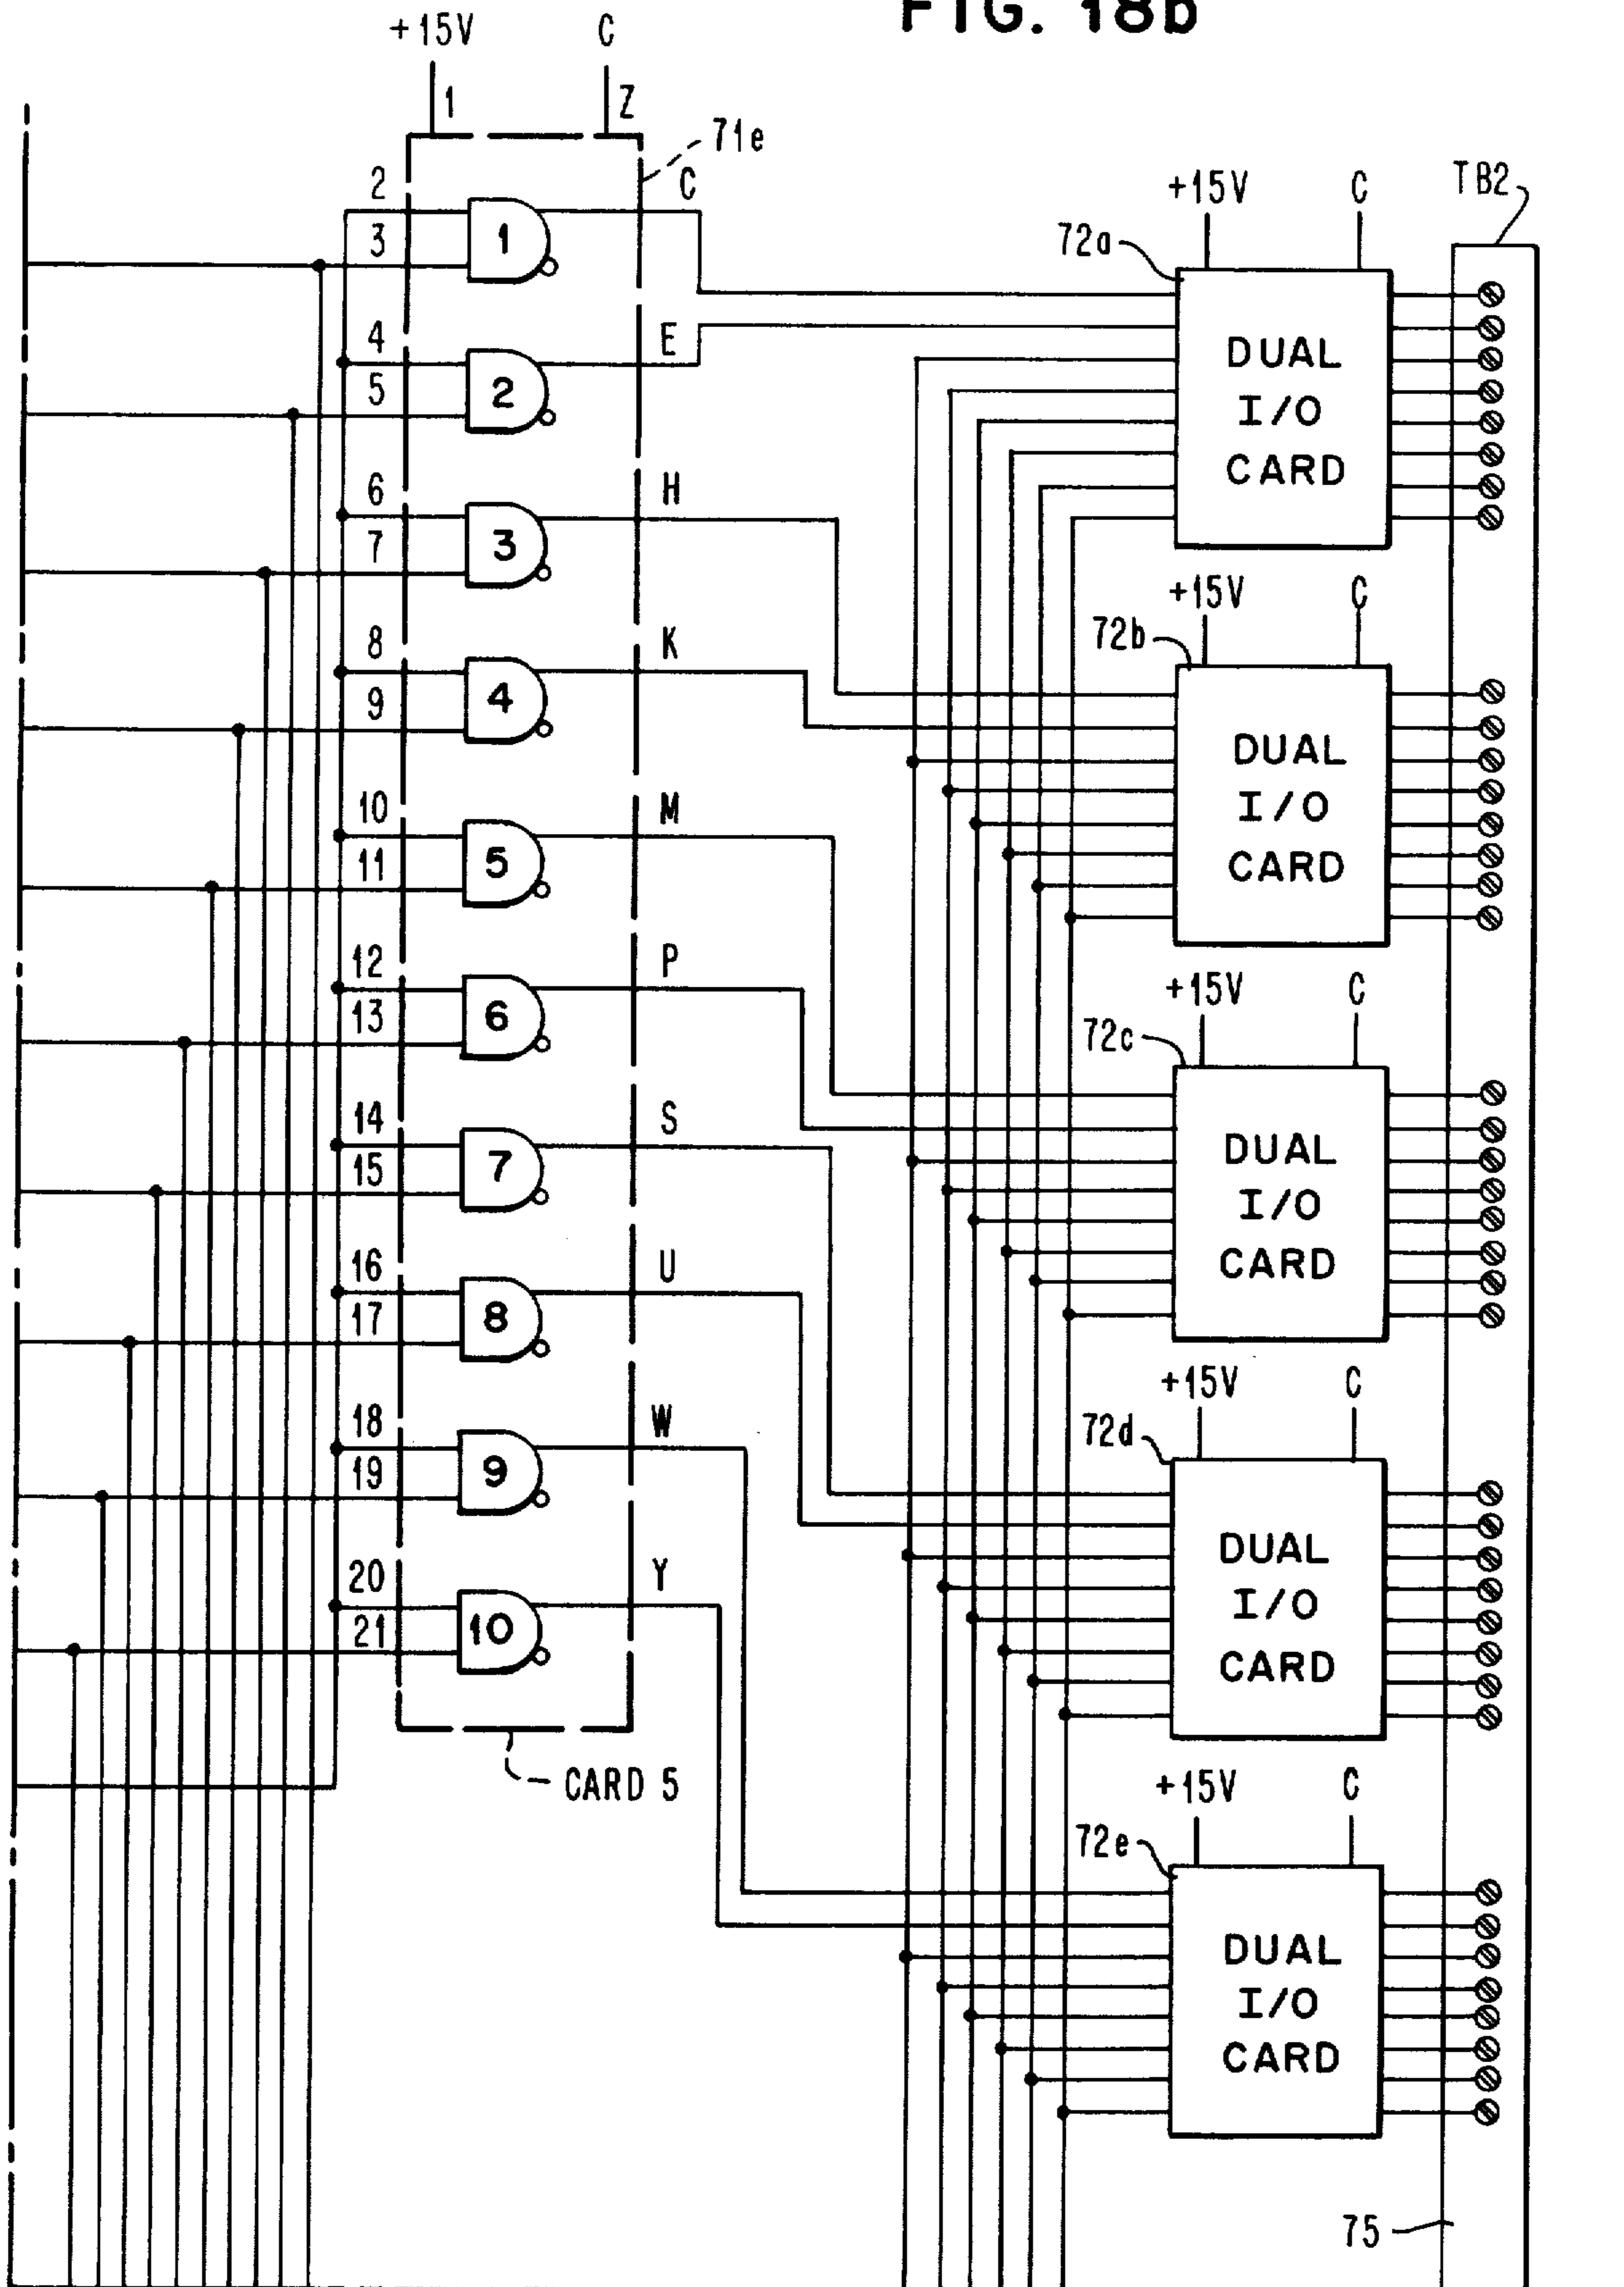 FIG. 18b
+15V C
1 Z
71e
2 C
3
1
4 E
5
2
6 H
7
3
8 K
9
4
10 M
11
5
12 P
13
6
14 S
15
7
16 U
17
8
18 W
19
9
20 Y
21
10
CARD 5
TB2
+15V C
72a
DUAL
I/O
CARD
+15V C
72b
DUAL
I/O
CARD
+15V C
72c
DUAL
I/O
CARD
+15V C
72d
DUAL
I/O
CARD
+15V C
72e
DUAL
I/O
CARD
75